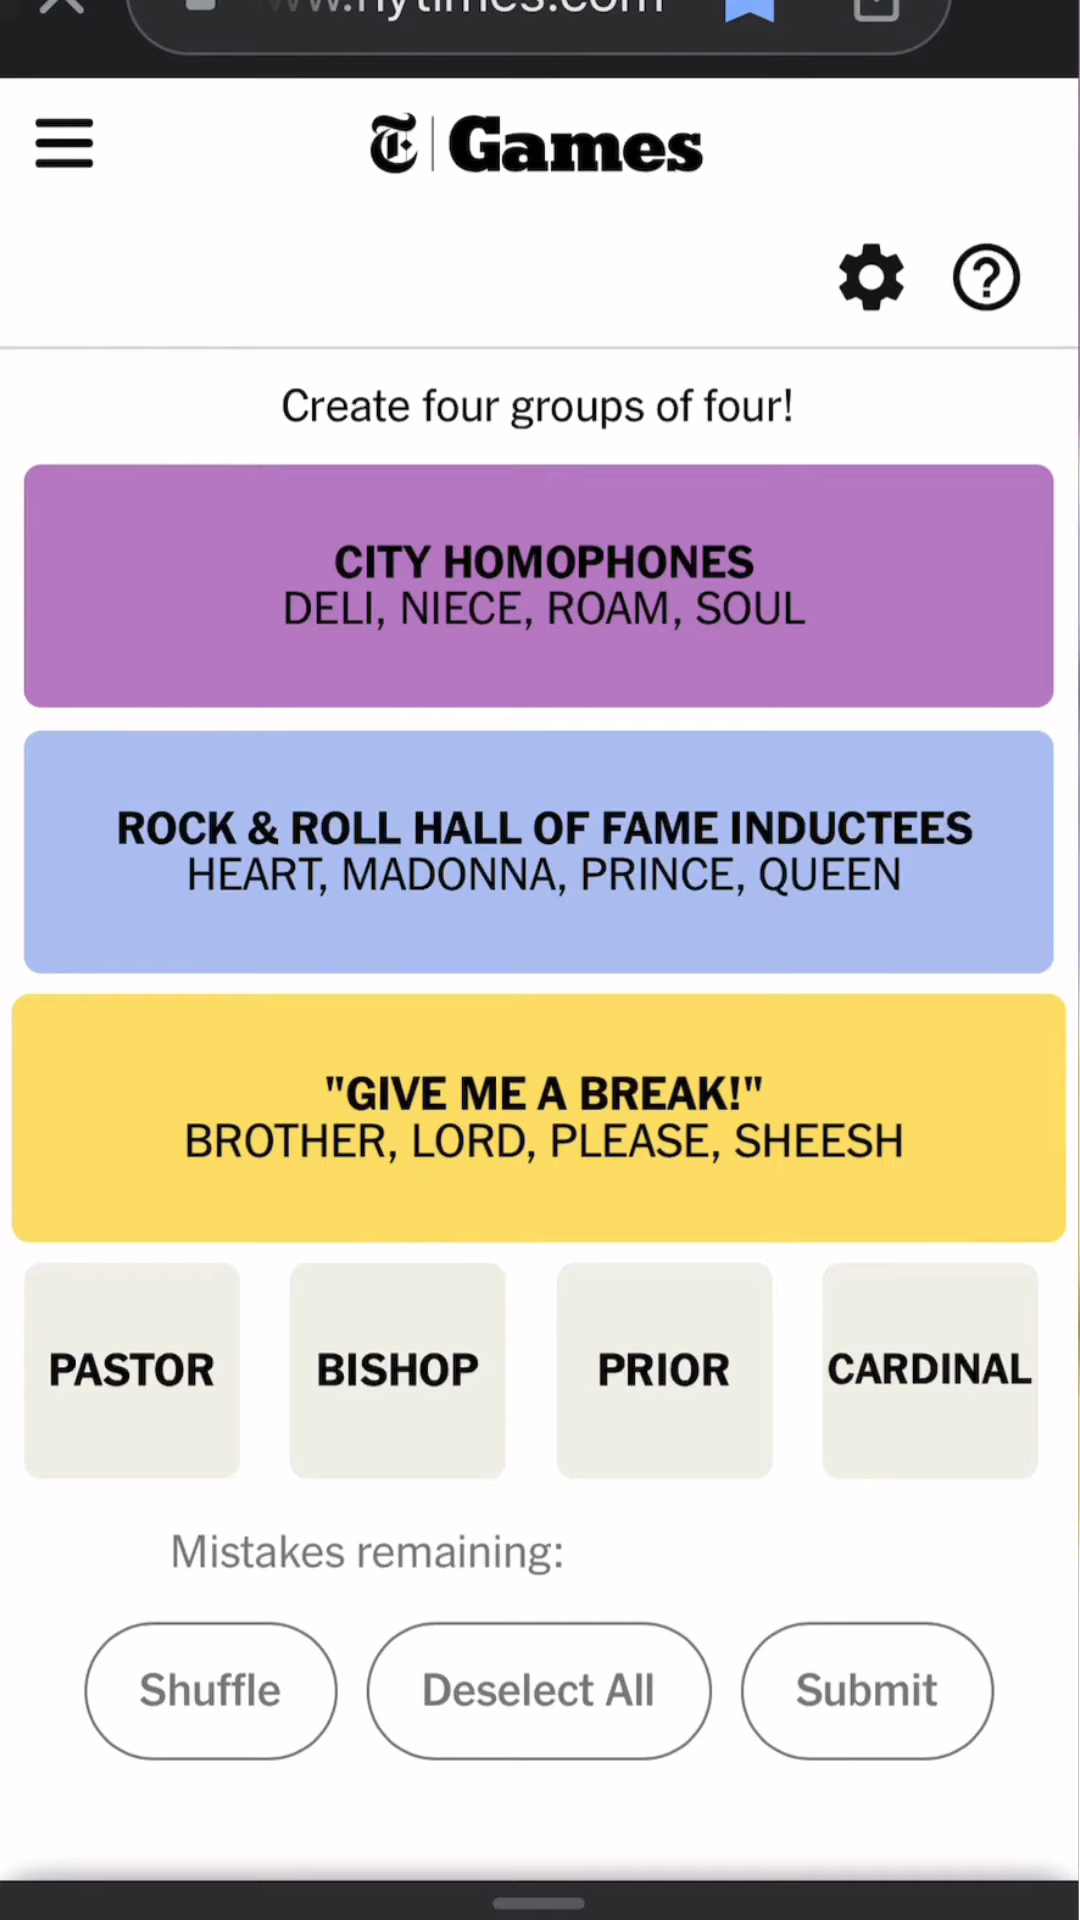 Games
Create four groups of four!
CITY HOMOPHONES
DELI, NIECE, ROAM, SOUL
ROCK & ROLL HALL OF FAME INDUCTEES
HEART, MADONNA, PRINCE, QUEEN
"GIVE ME A BREAK!"
BROTHER, LORD, PLEASE, SHEESH
PASTOR BISHOP PRIOR CARDINAL
Mistakes remaining:
Shuffle Deselect All Submit